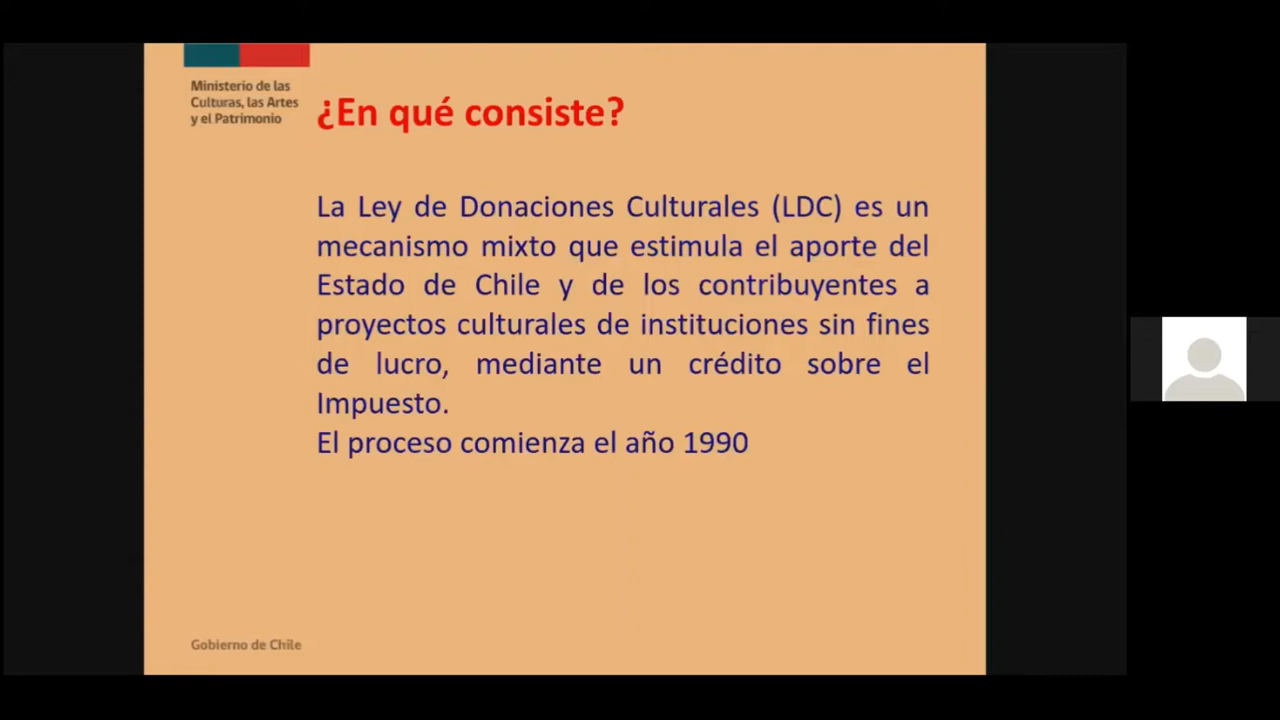 Ministerio de las
Culturas, las Artes
y el Patrimonio
¿En qué consiste?
La Ley de Donaciones Culturales (LDC) es un
mecanismo mixto que estimula el aporte del
Estado de Chile y de los contribuyentes a
proyectos culturales de instituciones sin fines
de lucro, mediante un crédito sobre el
Impuesto.
El proceso comienza el año 1990
Gobierno de Chile